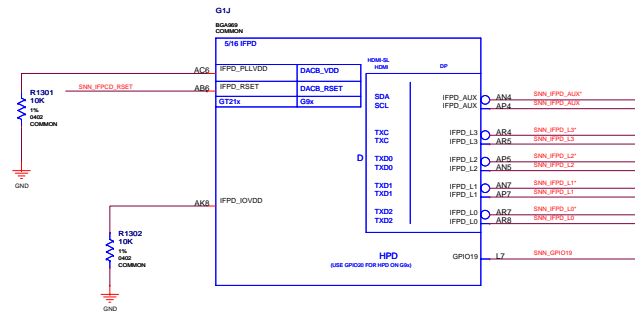 G1J
BGA969
COMMON
5/16 IFPD
HDMI-SL
HDMI
DP
AC6 IFPD_PLLVDD DACB_VDD
SNN_IFPCD_RSET AB6 IFPD_RSET DACB_RESET
GT21x G9x
R1301
10K
1%
0402
COMMON
GND
SDA IFPD_AUX AN4 SNN_IFPD_AUX*
SCL IFPD_AUX AP4 SNN_IFPD_AUX
TXC IFPD_L3 AR4 SNN_IFPD_L3*
TXC IFPD_L3 AR5 SNN_IFPD_L3
D
TXD0 IFPD_L2 AP5 SNN_IFPD_L2*
TXD0 IFPD_L2 AN5 SNN_IFPD_L2
TXD1 IFPD_L1 AN7 SNN_IFPD_L1*
TXD1 IFPD_L1 AP7 SNN_IFPD_L1
AK8 IFPD_IOVDD
TXD2 IFPD_L0 AR7 SNN_IFPD_L0*
TXD2 IFPD_L0 AR8 SNN_IFPD_L0
R1302
10K
1%
0402
COMMON
GND
HPD
(USE GPIO20 FOR HPD ON G9x)
GPIO19 L7 SNN_GPIO19